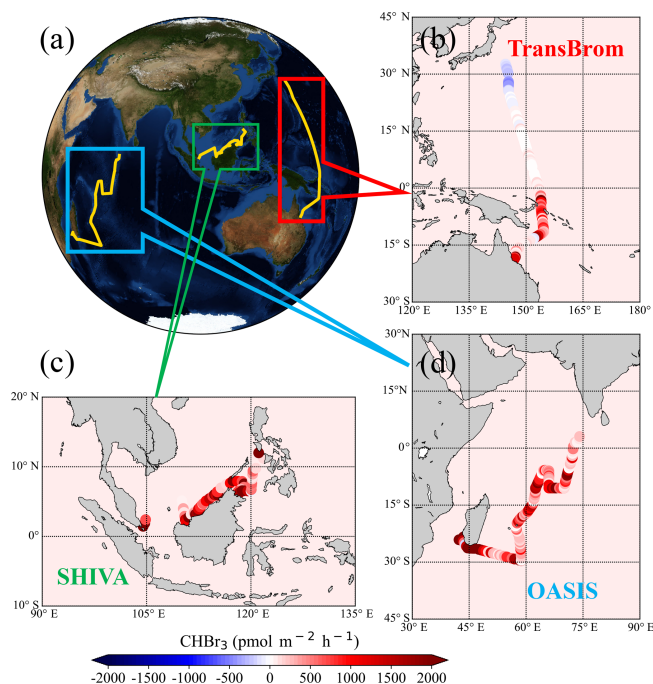 (a)
(b)
TransBrom
45° N
30° N
15° N
0°
15° S
30° S
120° E
135° E
150° E
165° E
180°
(c)
SHIVA
20° N
10° N
0°
10° S
90° E
105° E
120° E
135° E
(d)
OASIS
30° N
15° N
0°
15° S
30° S
45° S
30° E
45° E
60° E
75° E
90° E
CHBr₃ (pmol m⁻² h⁻¹)
-2000 -1500 -1000 -500 0 500 1000 1500 2000